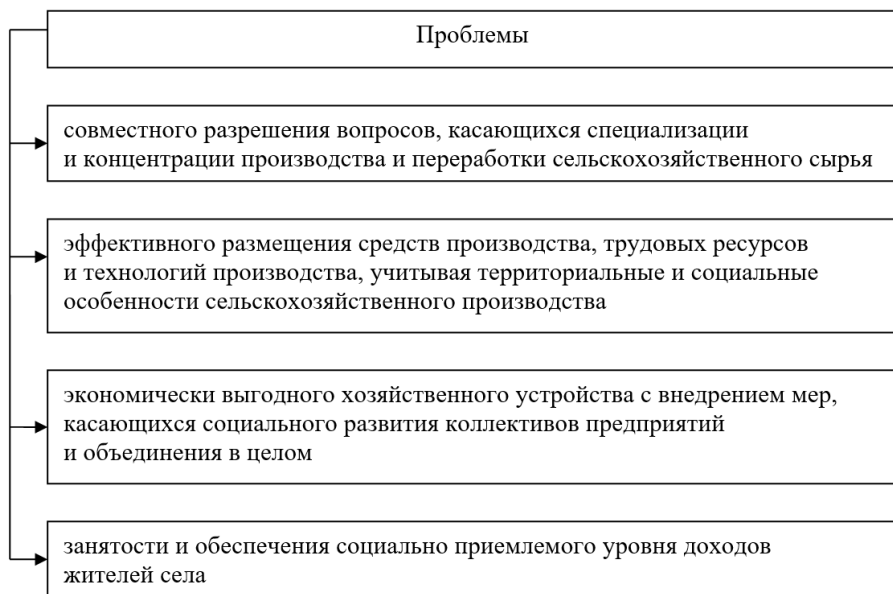 Проблемы
совместного разрешения вопросов, касающихся специализации
и концентрации производства и переработки сельскохозяйственного сырья
эффективного размещения средств производства, трудовых ресурсов
и технологий производства, учитывая территориальные и социальные
особенности сельскохозяйственного производства
экономически выгодного хозяйственного устройства с внедрением мер,
касающихся социального развития коллективов предприятий
и объединения в целом
занятости и обеспечения социально приемлемого уровня доходов
жителей села